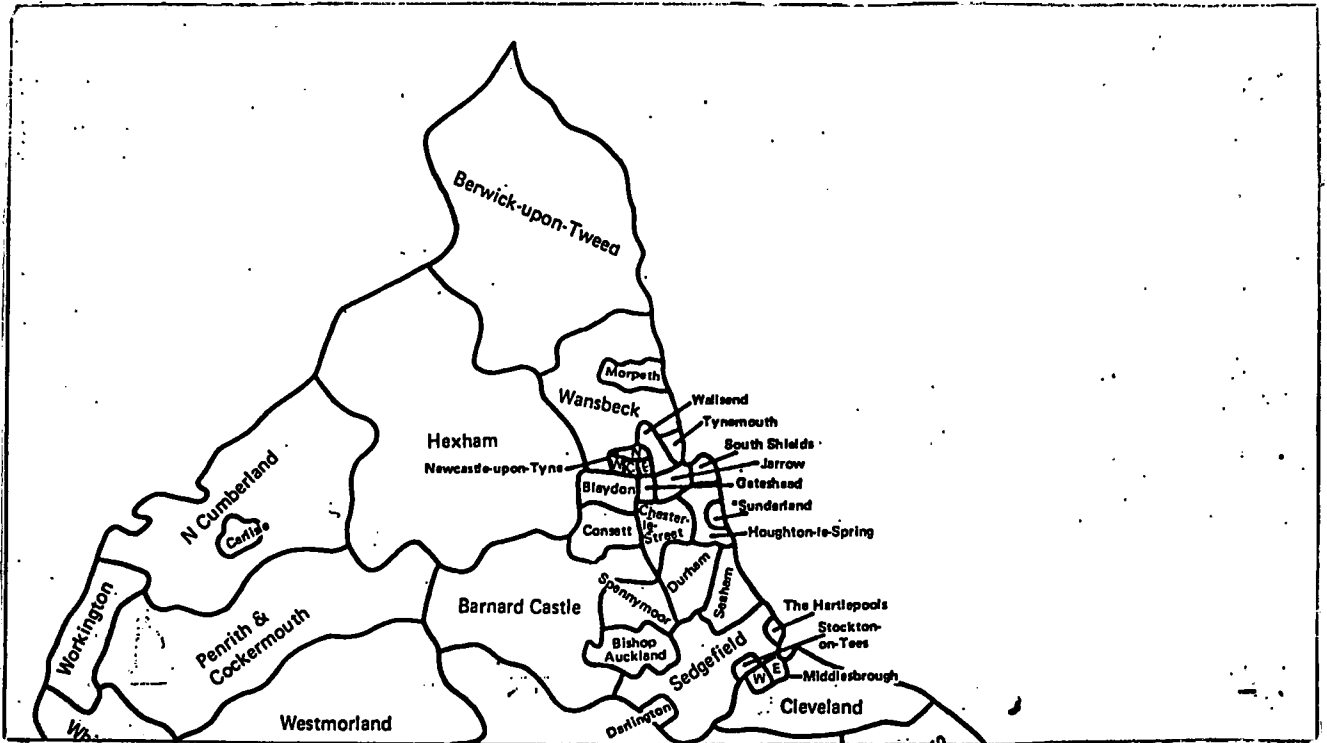 Berwick-upon-Tweed
Morpeth
Wansbeck
Wallsend
Tynemouth
Hexham
South Shields
Newcastle-upon-Tyne
N
W
C
E
Jarrow
Blaydon
Gateshead
N Cumberland
Carlisle
Consett
Chester-
le-
Street
*Sunderland
Houghton-le-Spring
Durham
Seaham
Spennymoor
Barnard Castle
Workington
Penrith &
Cockermouth
The Hartlepools
Stockton-
on-Tees
Bishop
Auckland
Sedgefield
W
E
Middlesbrough
Cleveland
Darlington
Westmorland
Whi